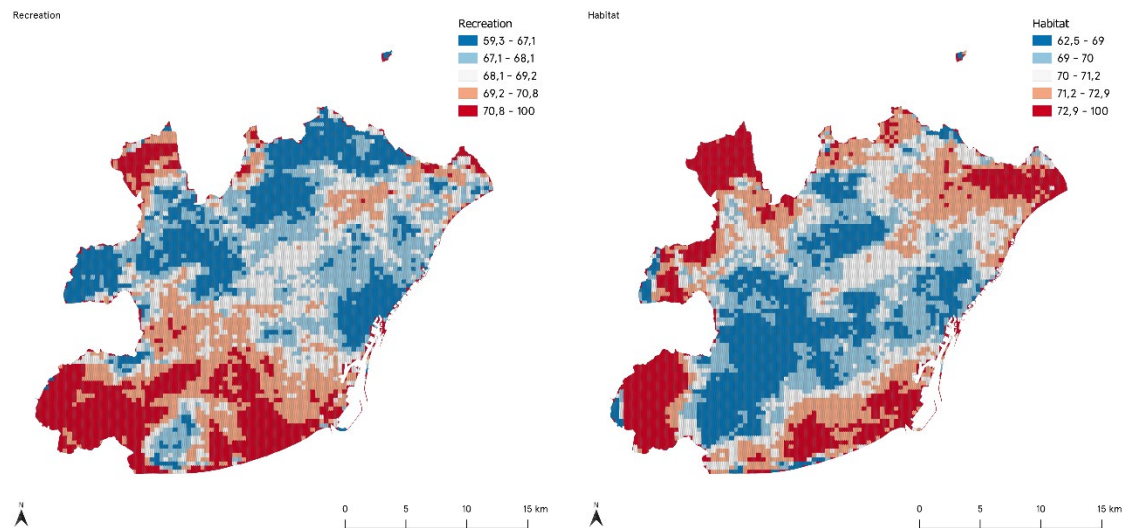 Recreation
Recreation
59,3 - 67,1
67,1 - 68,1
68,1 - 69,2
69,2 - 70,8
70,8 - 100
N
0 5 10 15 km
Habitat
Habitat
62,5 - 69
69 - 70
70 - 71,2
71,2 - 72,9
72,9 - 100
N
0 5 10 15 km